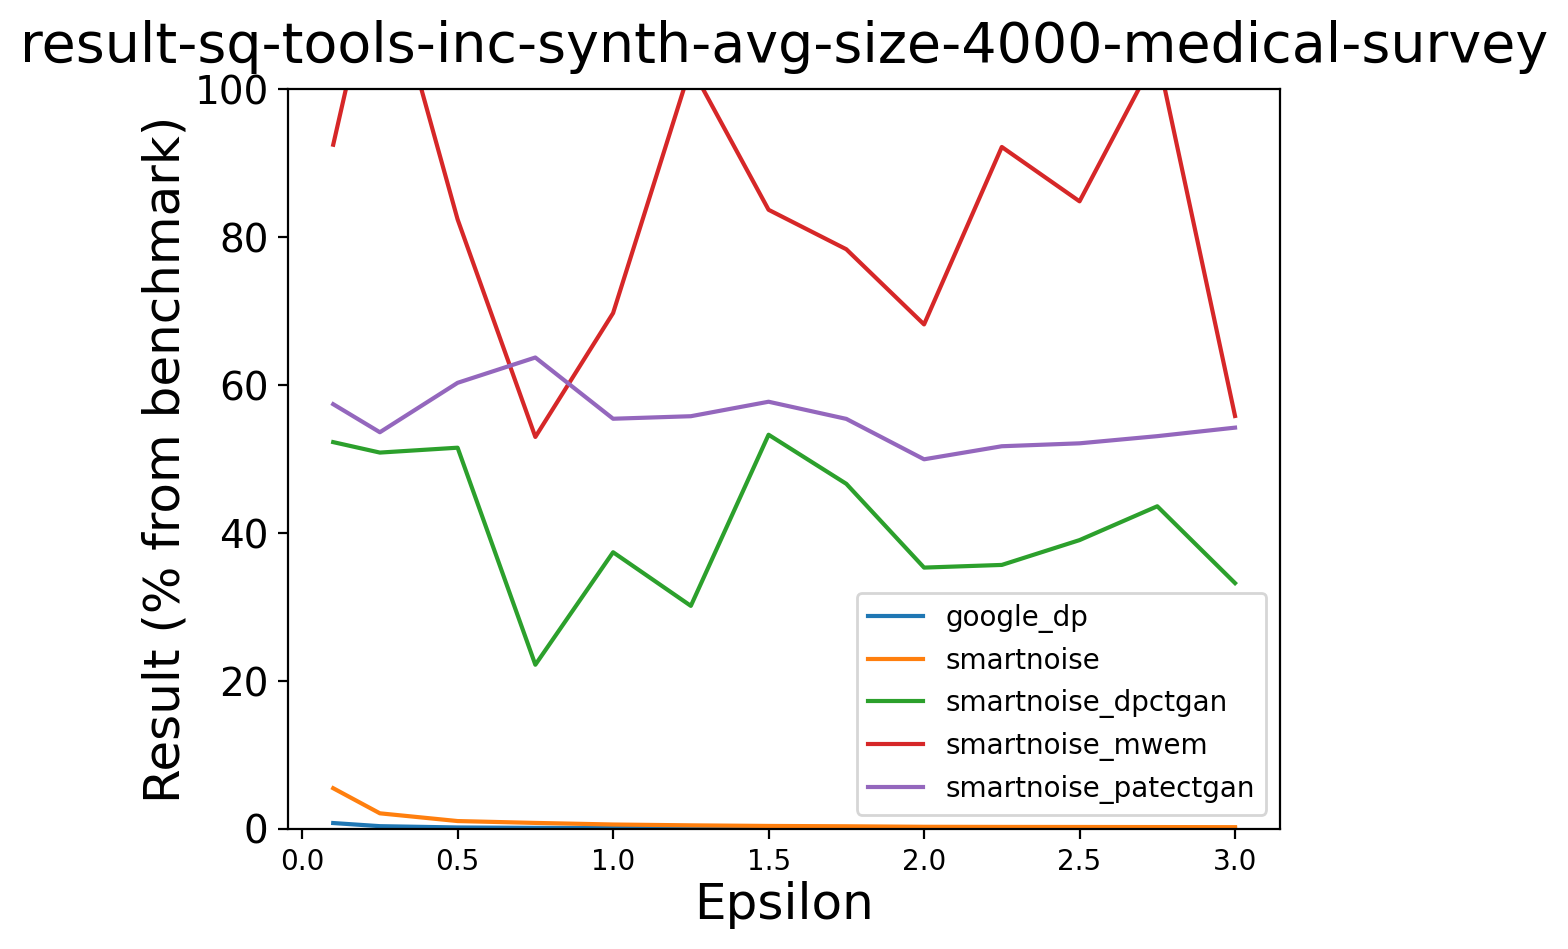 result-sq-tools-inc-synth-avg-size-4000-medical-survey
Result (% from benchmark)
100
80
60
40
20
0
google_dp
smartnoise
smartnoise_dpctgan
smartnoise_mwem
smartnoise_patectgan
0.0 0.5 1.0 1.5 2.0 2.5 3.0
Epsilon